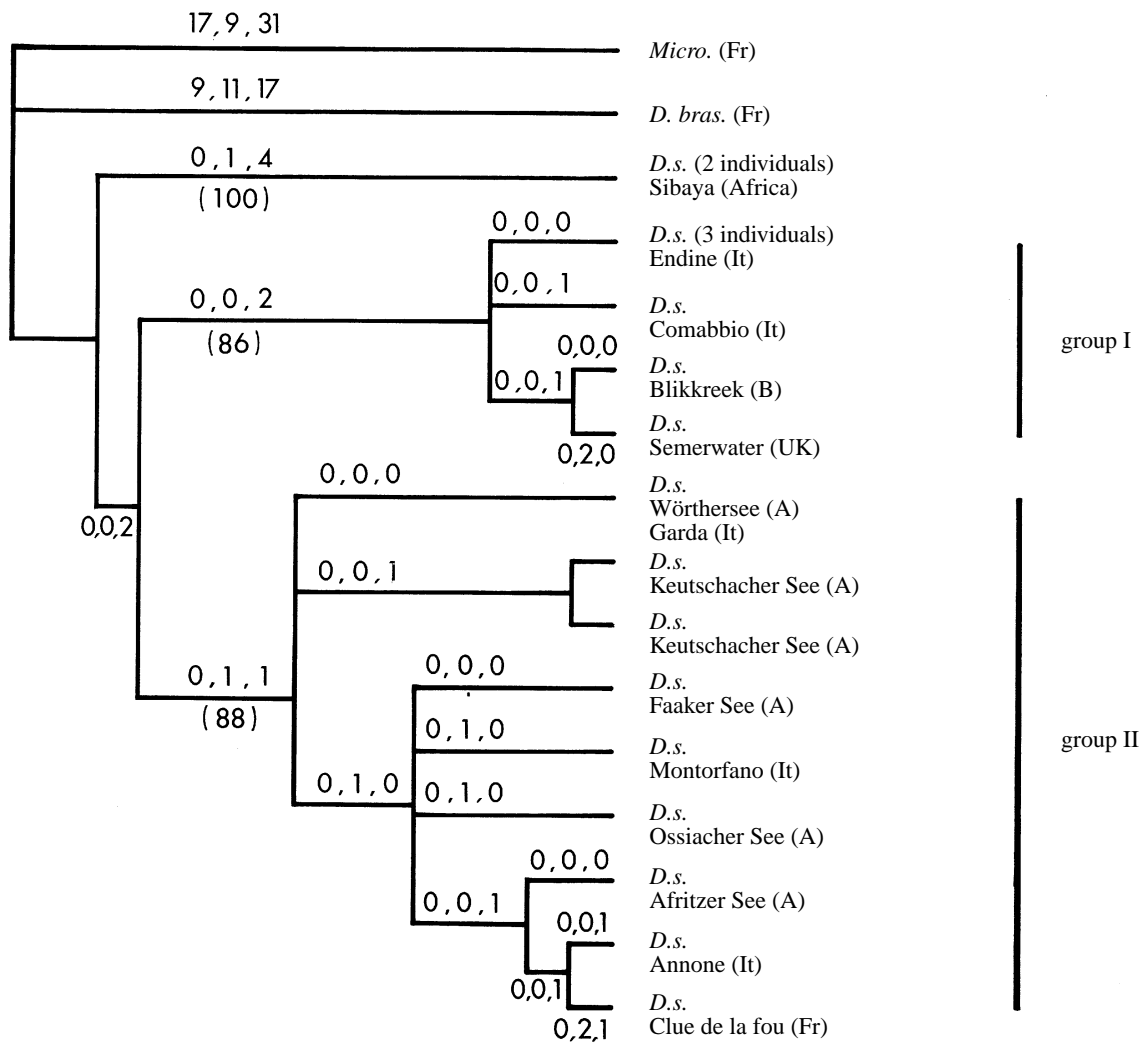 17, 9, 31
Micro. (Fr)
9, 11, 17
D. bras. (Fr)
0, 1, 4
(100)
D.s. (2 individuals)
Sibaya (Africa)
0, 0, 0
D.s. (3 individuals)
Endine (It)
0, 0, 1
D.s.
Comabbio (It)
0, 0, 2
(86)
0,0,0
D.s.
Blikkreek (B)
0, 0, 1
D.s.
Semerwater (UK)
0,2,0
group I
0,0,2
0, 0, 0
D.s.
Wörthersee (A)
Garda (It)
0, 0, 1
D.s.
Keutschacher See (A)
D.s.
Keutschacher See (A)
0, 1, 1
(88)
0, 0, 0
D.s.
Faaker See (A)
0, 1, 0
D.s.
Montorfano (It)
group II
0, 1, 0
0, 1, 0
D.s.
Ossiacher See (A)
0, 0, 0
D.s.
Afritzer See (A)
0, 0, 1
0,0,1
D.s.
Annone (It)
0,0,1
D.s.
Clue de la fou (Fr)
0,2,1